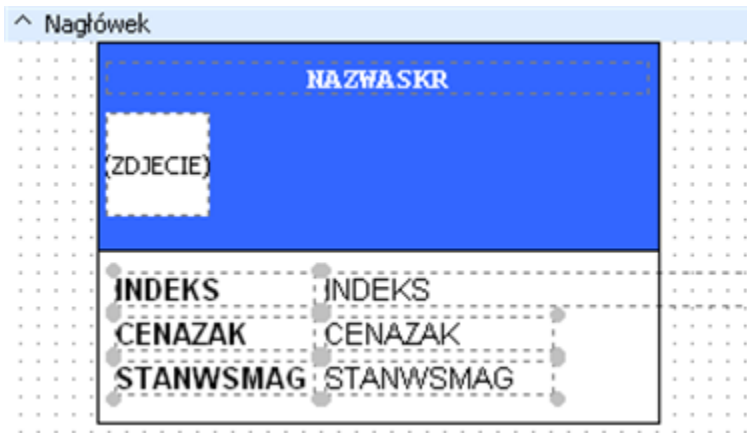 ^ Nagłówek
NAZWASKR
(ZDJECIE)
INDEKS INDEKS
CENAZAK CENAZAK
STANWSMAG STANWSMAG